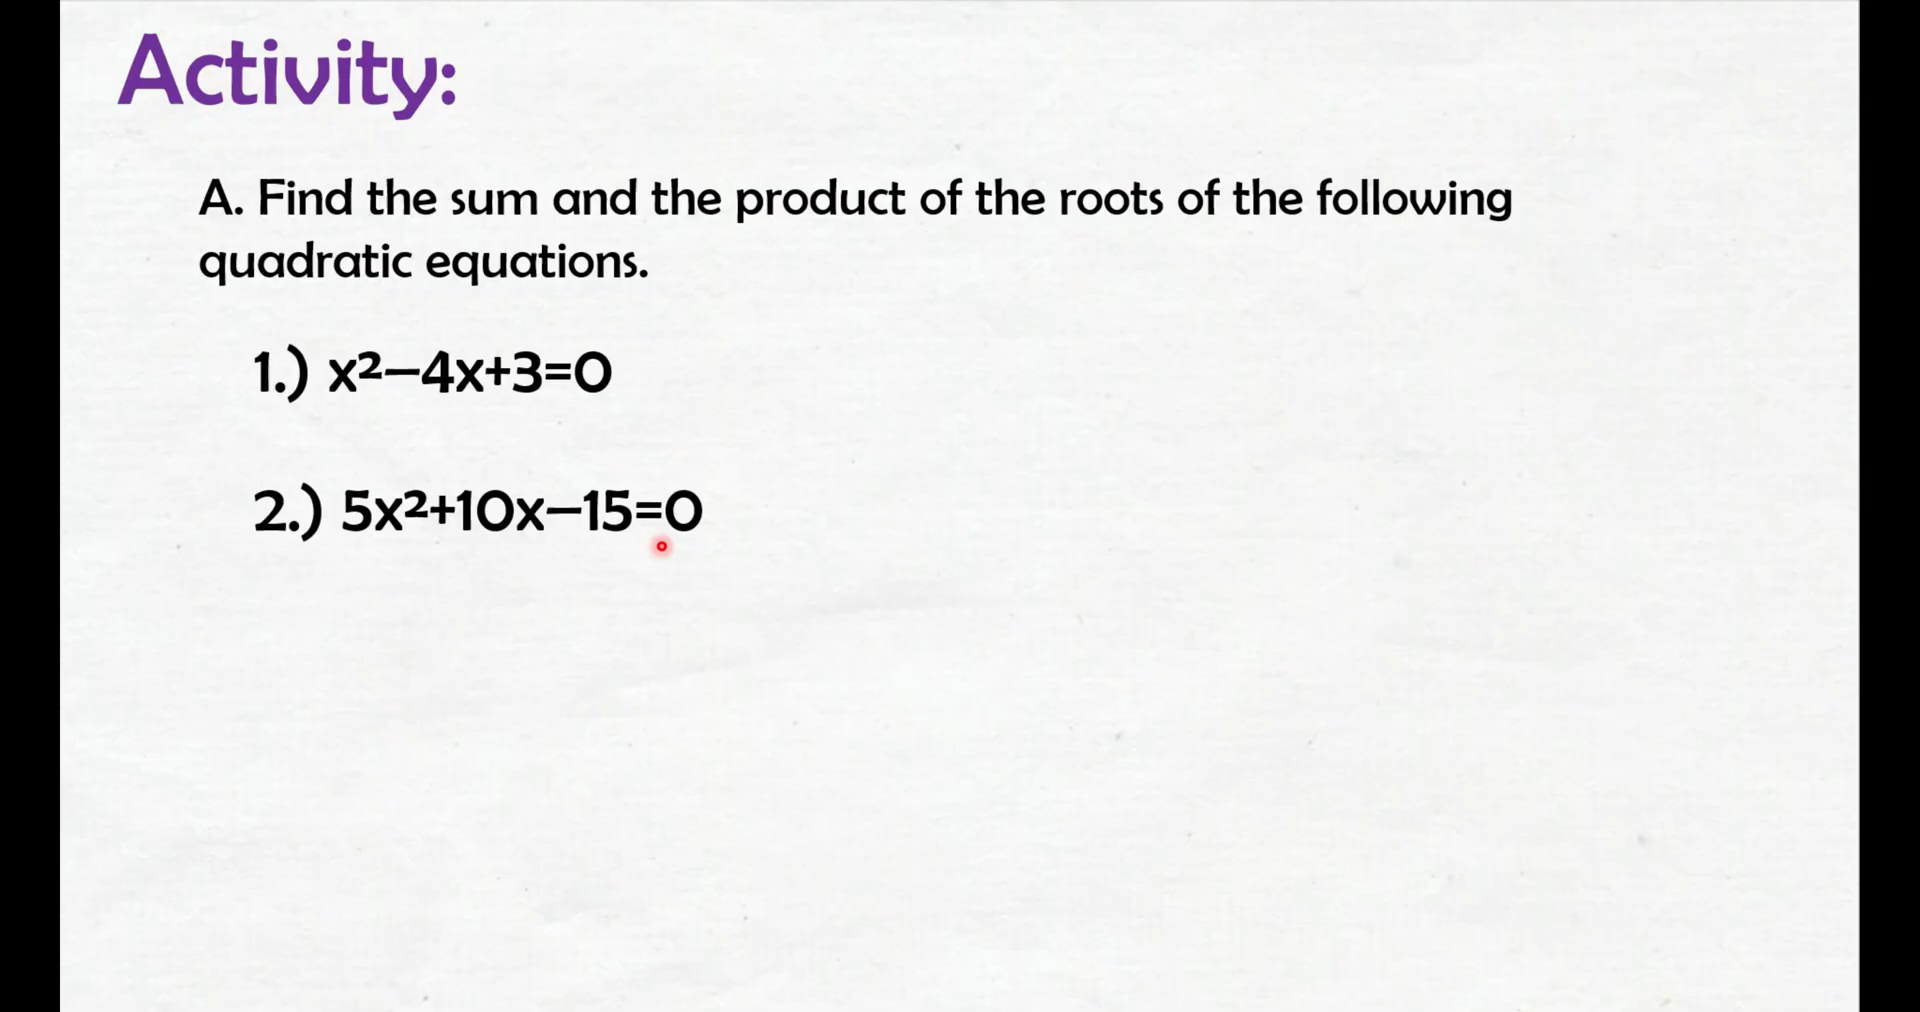 Activity:
A. Find the sum and the product of the roots of the following
quadratic equations.
1.) x²–4x+3=0
2.) 5x²+10x–15=0